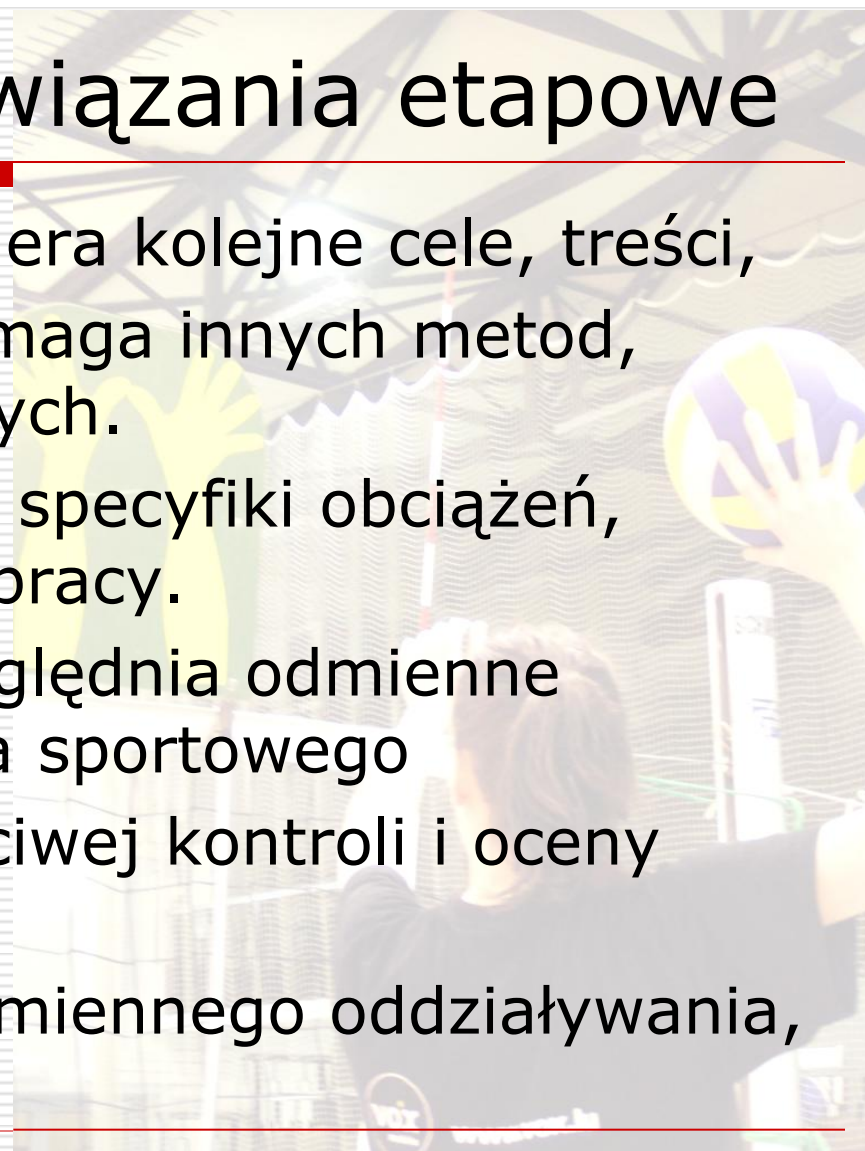 wiązania etapowe
era kolejne cele, treści,
maga innych metod,
ych.
specyfiki obciążeń,
pracy.
ględnia odmienne
a sportowego
ciwej kontroli i oceny
miennego oddziaływania,